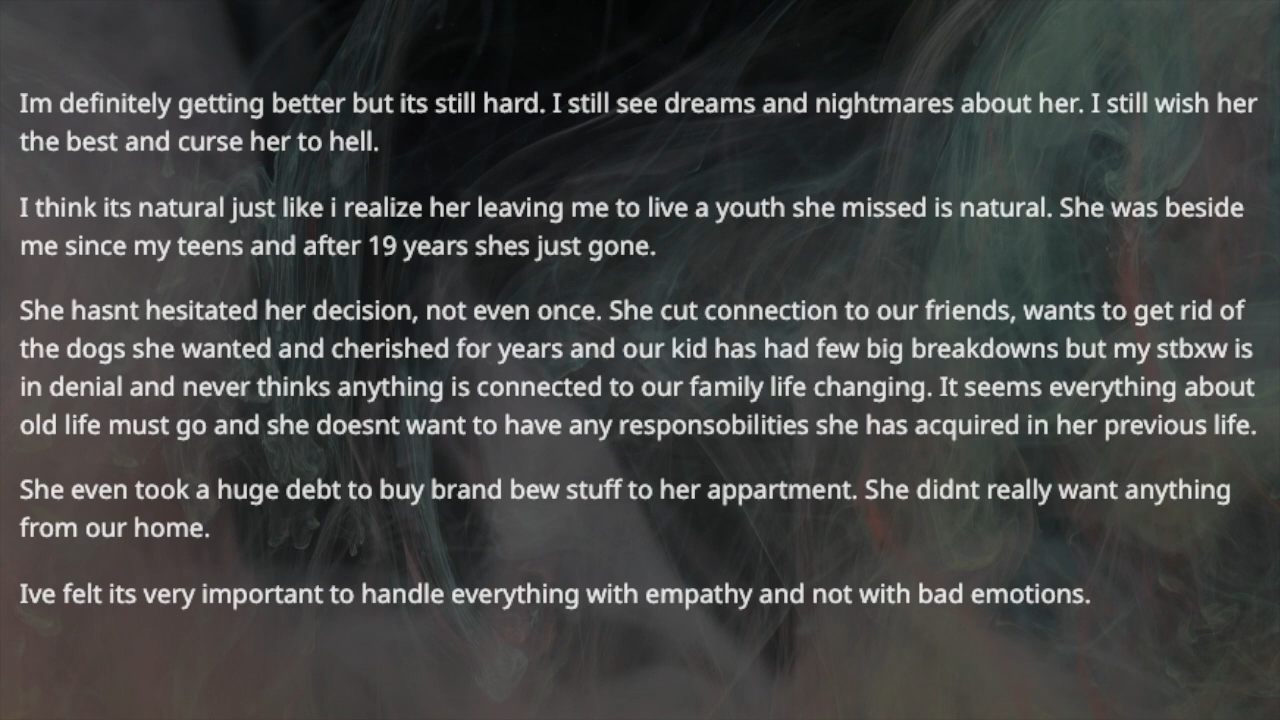 Im definitely getting better but its still hard. I still see dreams and nightmares about her. I still wish her
the best and curse her to hell.
I think its natural just like i realize her leaving me to live a youth she missed is natural. She was beside
me since my teens and after 19 years shes just gone.
She hasnt hesitated her decision, not even once. She cut connection to our friends, wants to get rid of
the dogs she wanted and cherished for years and our kid has had few big breakdowns but my stbxw is
in denial and never thinks anything is connected to our family life changing. It seems everything about
old life must go and she doesnt want to have any responsobilities she has acquired in her previous life.
She even took a huge debt to buy brand bew stuff to her appartment. She didnt really want anything
from our home.
Ive felt its very important to handle everything with empathy and not with bad emotions.